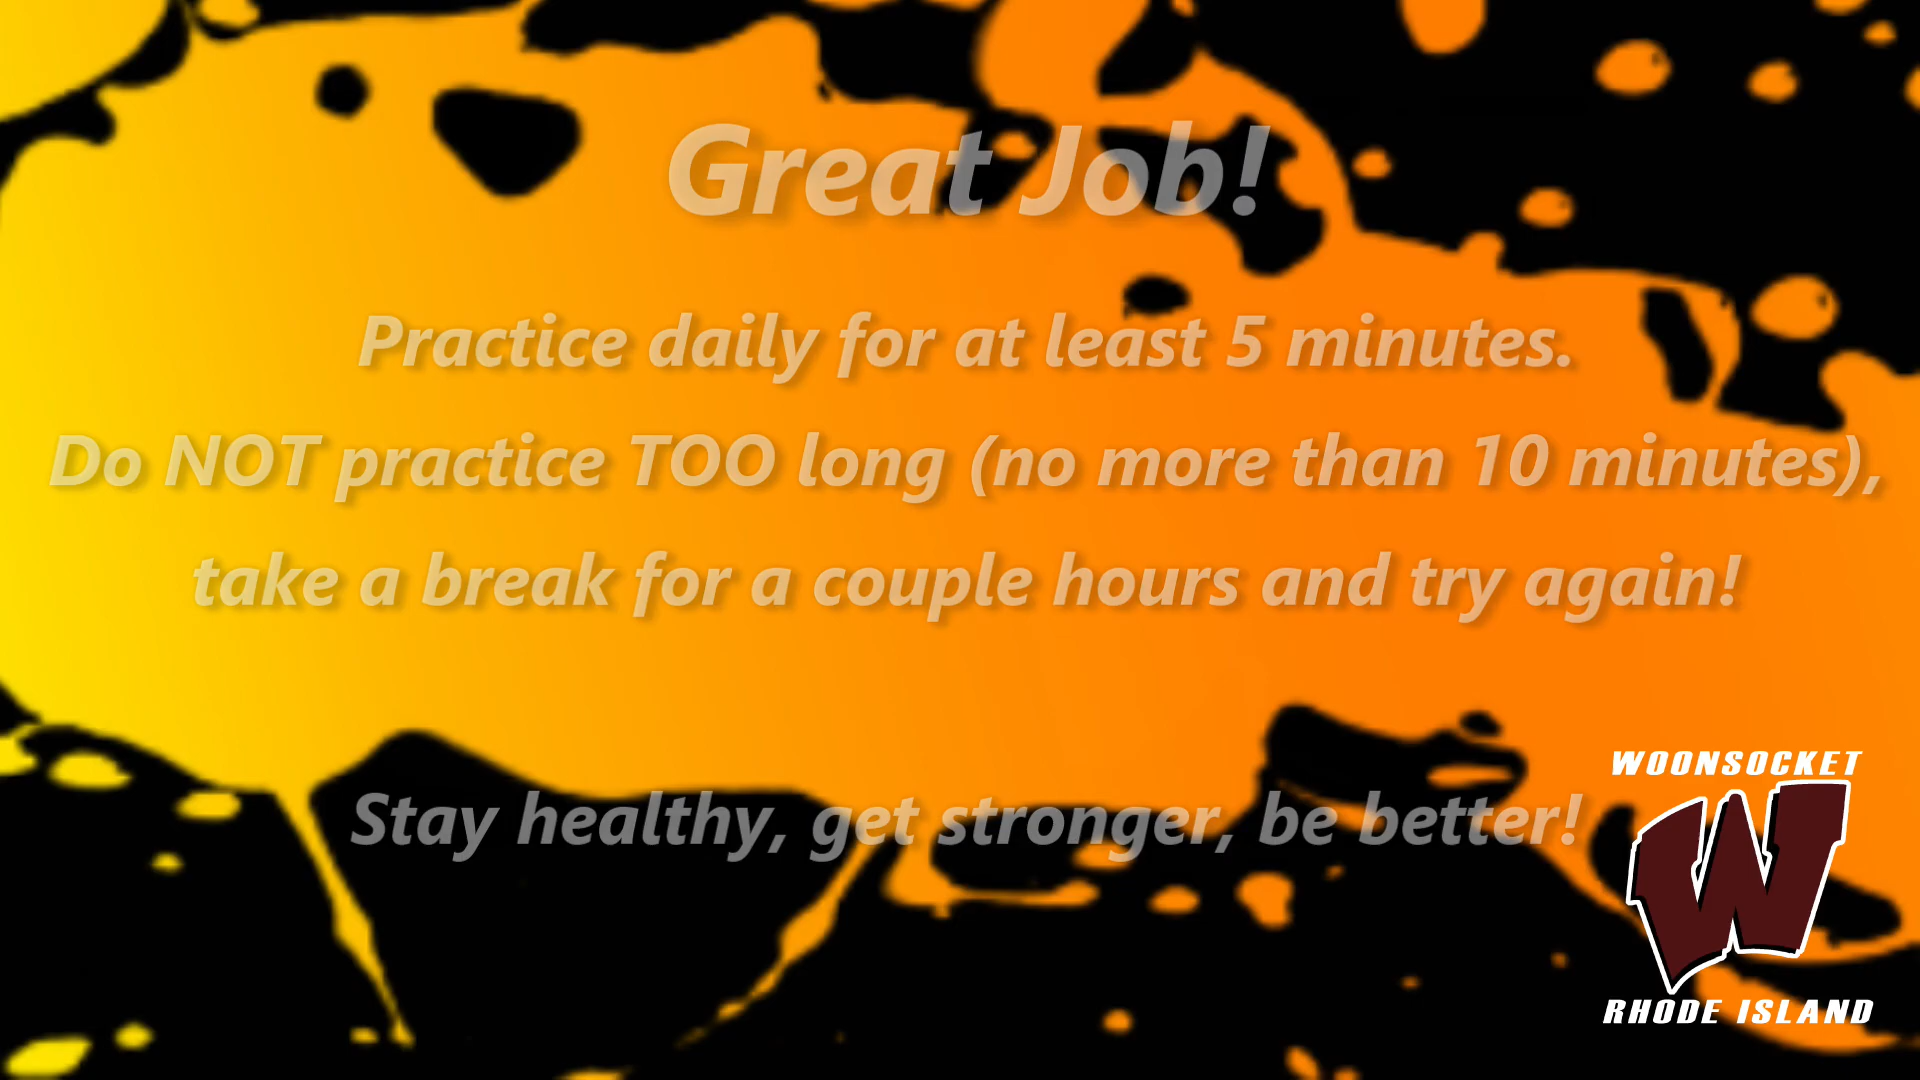 Great Job!
Practice daily for at least 5 minutes.
Do NOT practice TOO long (no more than 10 minutes),
take a break for a couple hours and try again!
Stay healthy, get stronger, be better!
WOONSOCKET
W
RHODE ISLAND